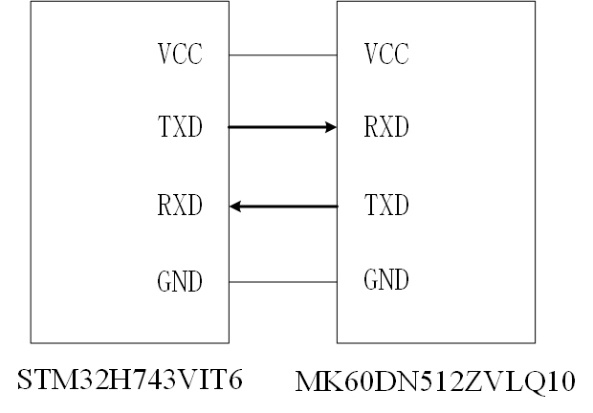 VCC VCC
TXD RXD
RXD TXD
GND GND
STM32H743VIT6 MK60DN512ZVLQ10